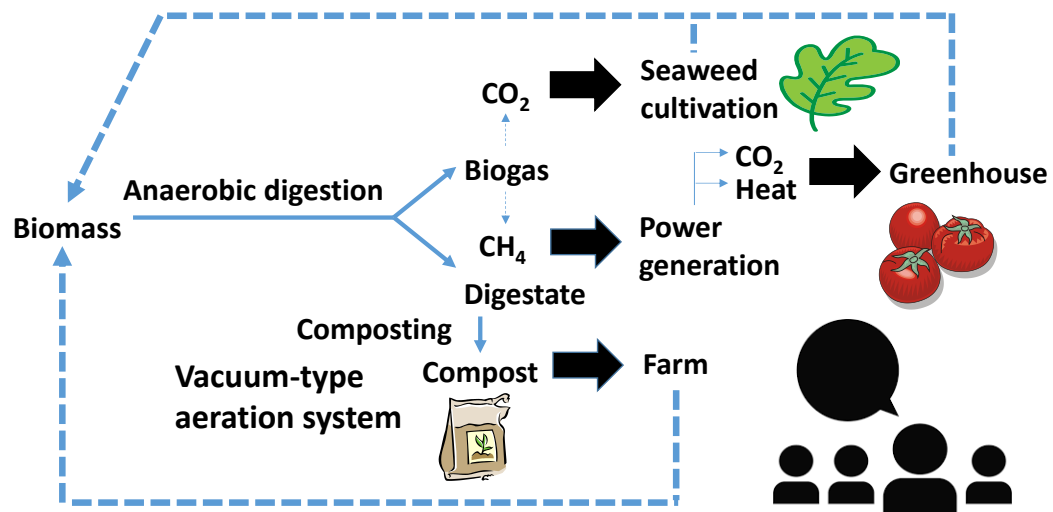 Seaweed
cultivation
CO₂
CO₂
Heat
Greenhouse
Anaerobic digestion
Biogas
Biomass
CH₄
Power
generation
Digestate
Composting
Compost
Farm
Vacuum-type
aeration system